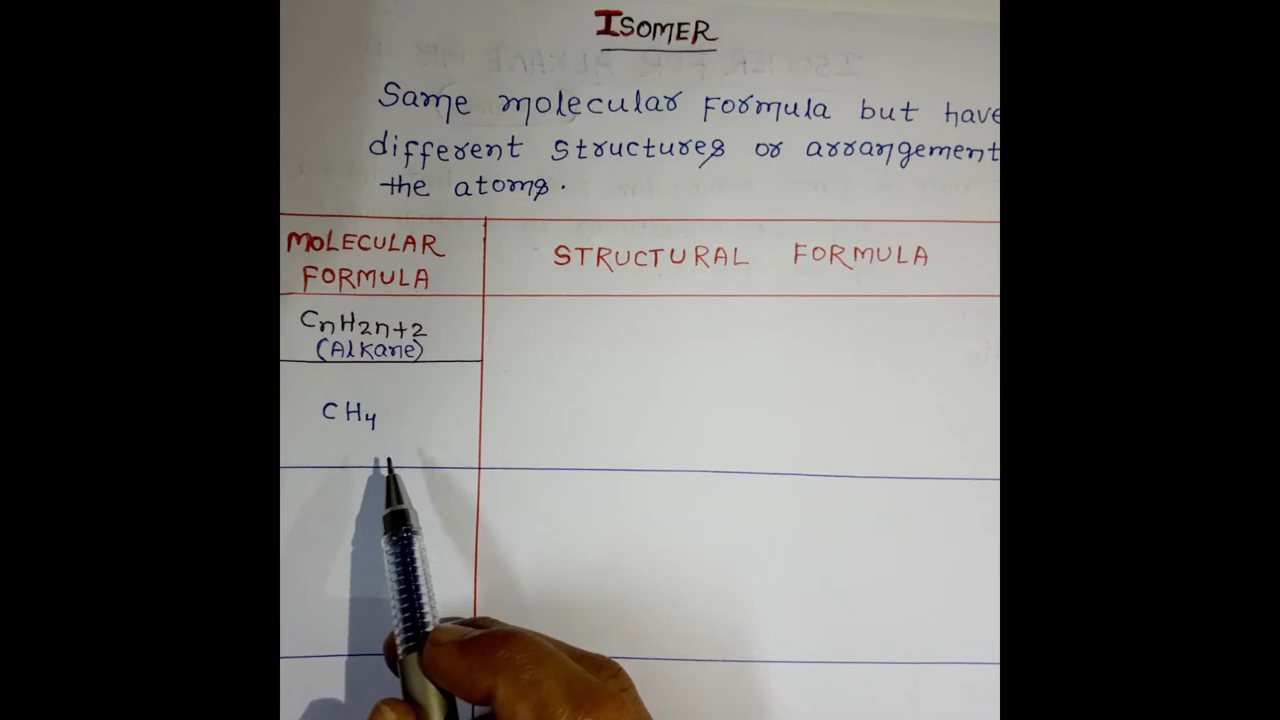 ISOMER
Same molecular Formula but have
different structures or arrangement
the atoms.
MOLECULAR
FORMULA
STRUCTURAL FORMULA
CnH2n+2
(Alkane)
CH4